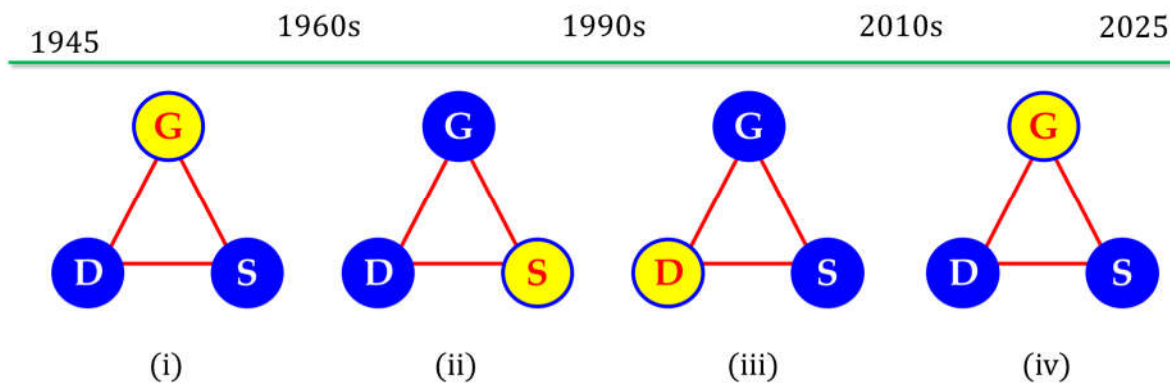 1945 1960s 1990s 2010s 2025
G G G G
D S D S D S D S
(i) (ii) (iii) (iv)